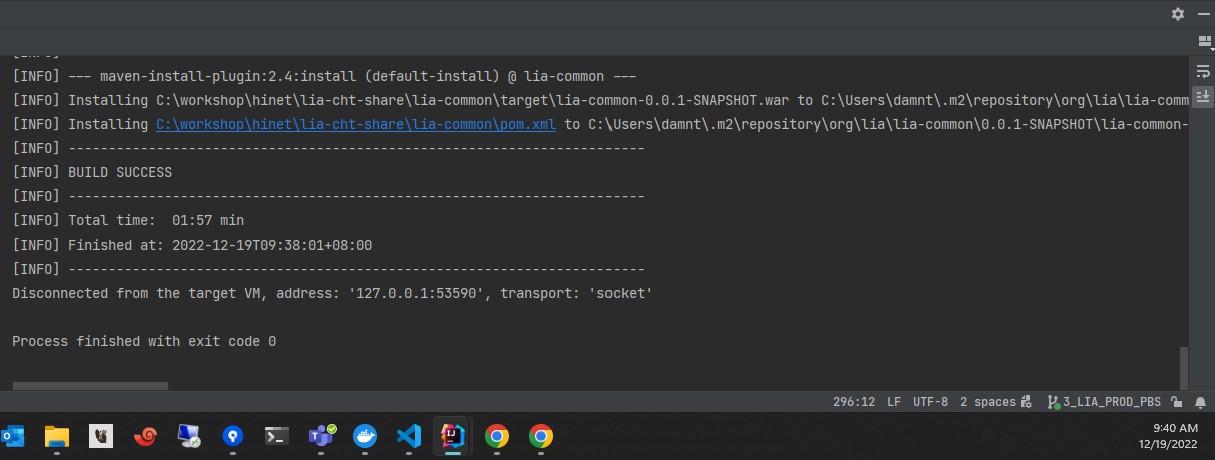 [INFO] --- maven-install-plugin:2.4:install (default-install) @ lia-common ---
[INFO] Installing C:\workshop\hinet\lia-cht-share\lia-common\target\lia-common-0.0.1-SNAPSHOT.war to C:\Users\damnt\.m2\repository\org\lia\lia-comm
[INFO] Installing C:\workshop\hinet\lia-cht-share\lia-common\pom.xml to C:\Users\damnt\.m2\repository\org\lia\lia-common\0.0.1-SNAPSHOT\lia-common-
[INFO] ------------------------------------------------------------------------
[INFO] BUILD SUCCESS
[INFO] ------------------------------------------------------------------------
[INFO] Total time:  01:57 min
[INFO] Finished at: 2022-12-19T09:38:01+08:00
[INFO] ------------------------------------------------------------------------
Disconnected from the target VM, address: '127.0.0.1:53590', transport: 'socket'
Process finished with exit code 0
296:12 LF UTF-8 2 spaces 3_LIA_PROD_PBS
9:40 AM
12/19/2022